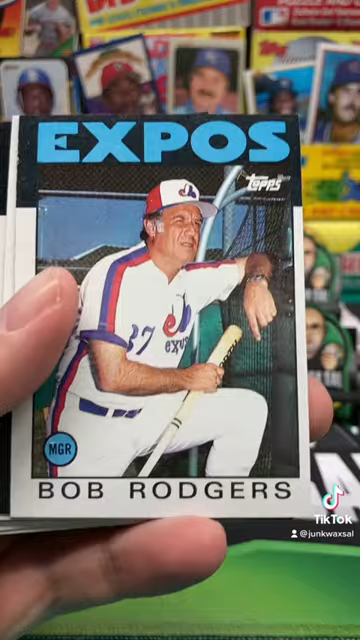 EXPOS
Topps
37
expos
MGR
BOB RODGERS
TikTok
@junkwaxsal